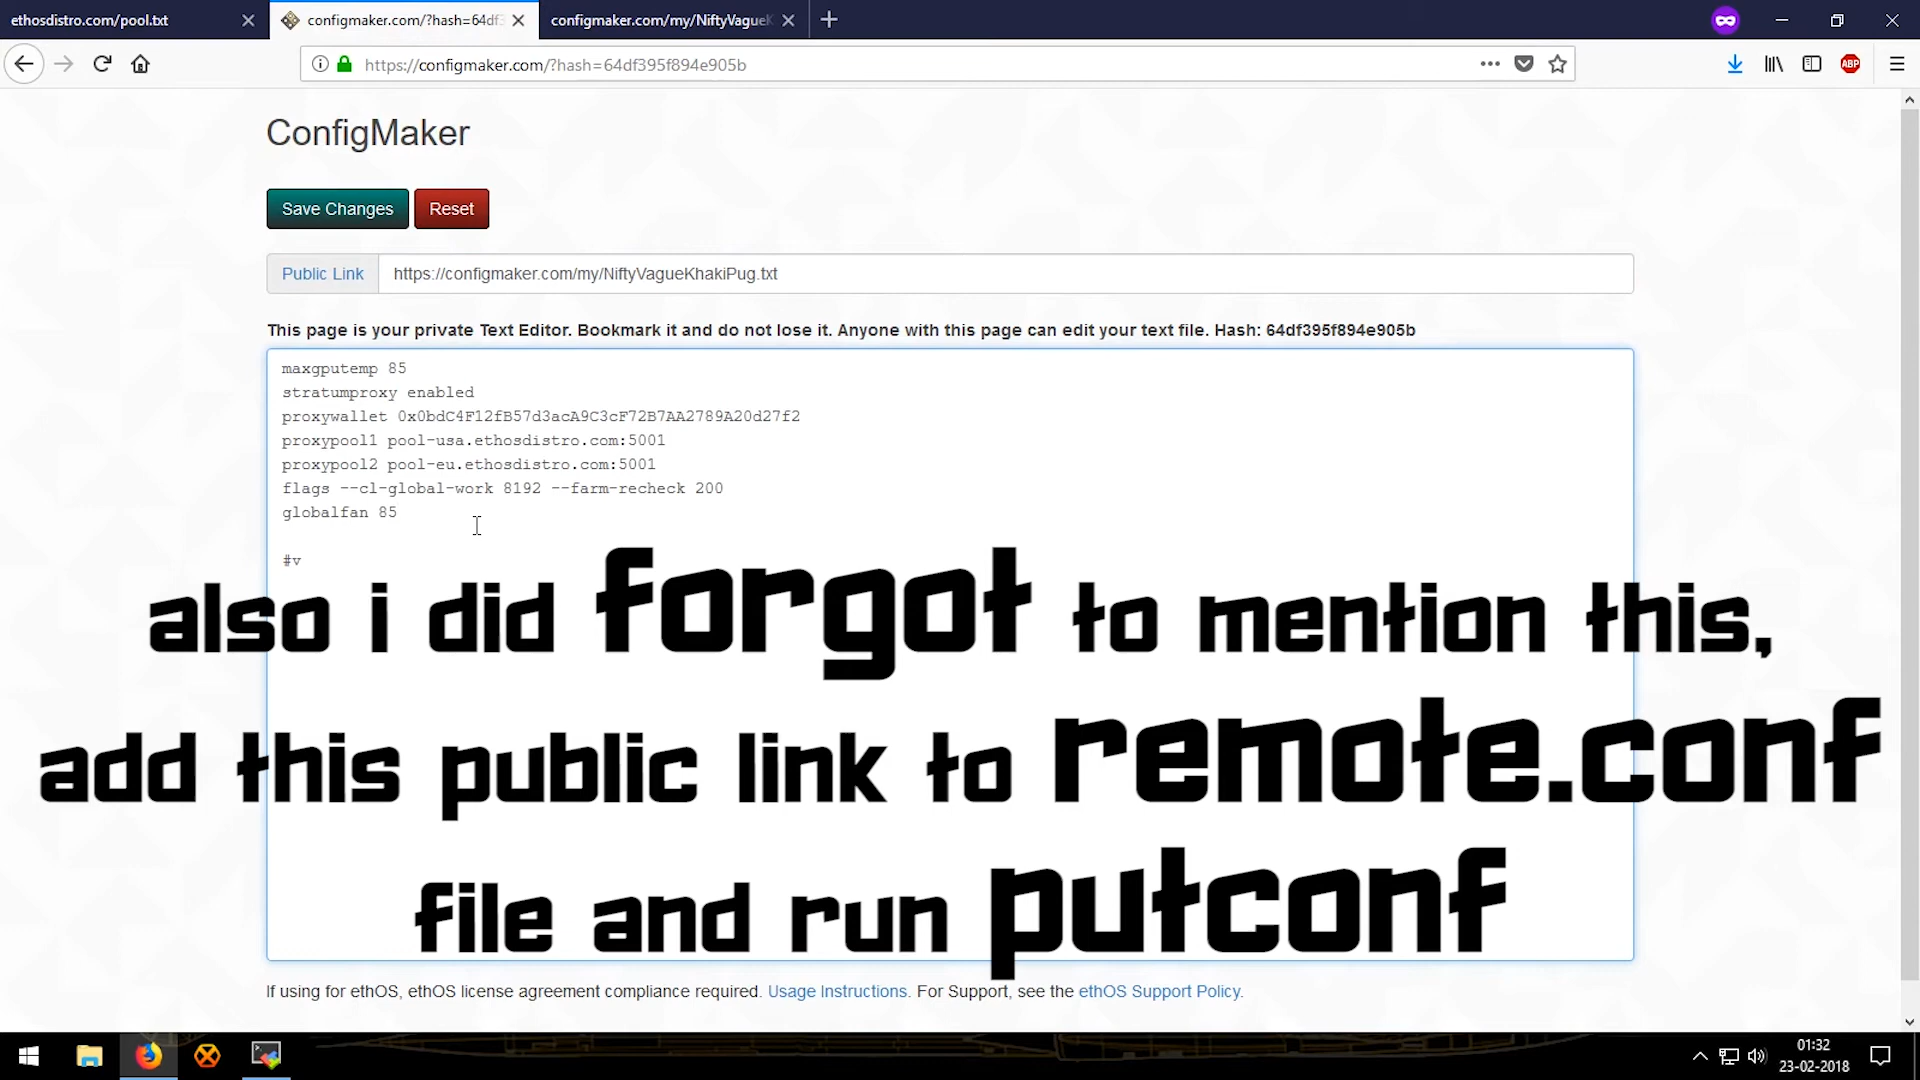 ethosdistro.com/pool.txt
configmaker.com/?hash=64df3
configmaker.com/my/NiftyVagueK
https://configmaker.com/?hash=64df395f894e905b
ABP
ConfigMaker
Save Changes
Reset
Public Link
https://configmaker.com/my/NiftyVagueKhakiPug.txt
This page is your private Text Editor. Bookmark it and do not lose it. Anyone with this page can edit your text file. Hash: 64df395f894e905b
maxgputemp 85
stratumproxy enabled
proxywallet 0x0bdC4F12fB57d3acA9C3cF72B7AA2789A20d27f2
proxypool1 pool-usa.ethosdistro.com:5001
proxypool2 pool-eu.ethosdistro.com:5001
flags --cl-global-work 8192 --farm-recheck 200
globalfan 85
#v
also i did forgot to mention this,
add this public link to remote.conf
file and run putconf
If using for ethOS, ethOS license agreement compliance required. Usage Instructions. For Support, see the ethOS Support Policy.
01:32
23-02-2018